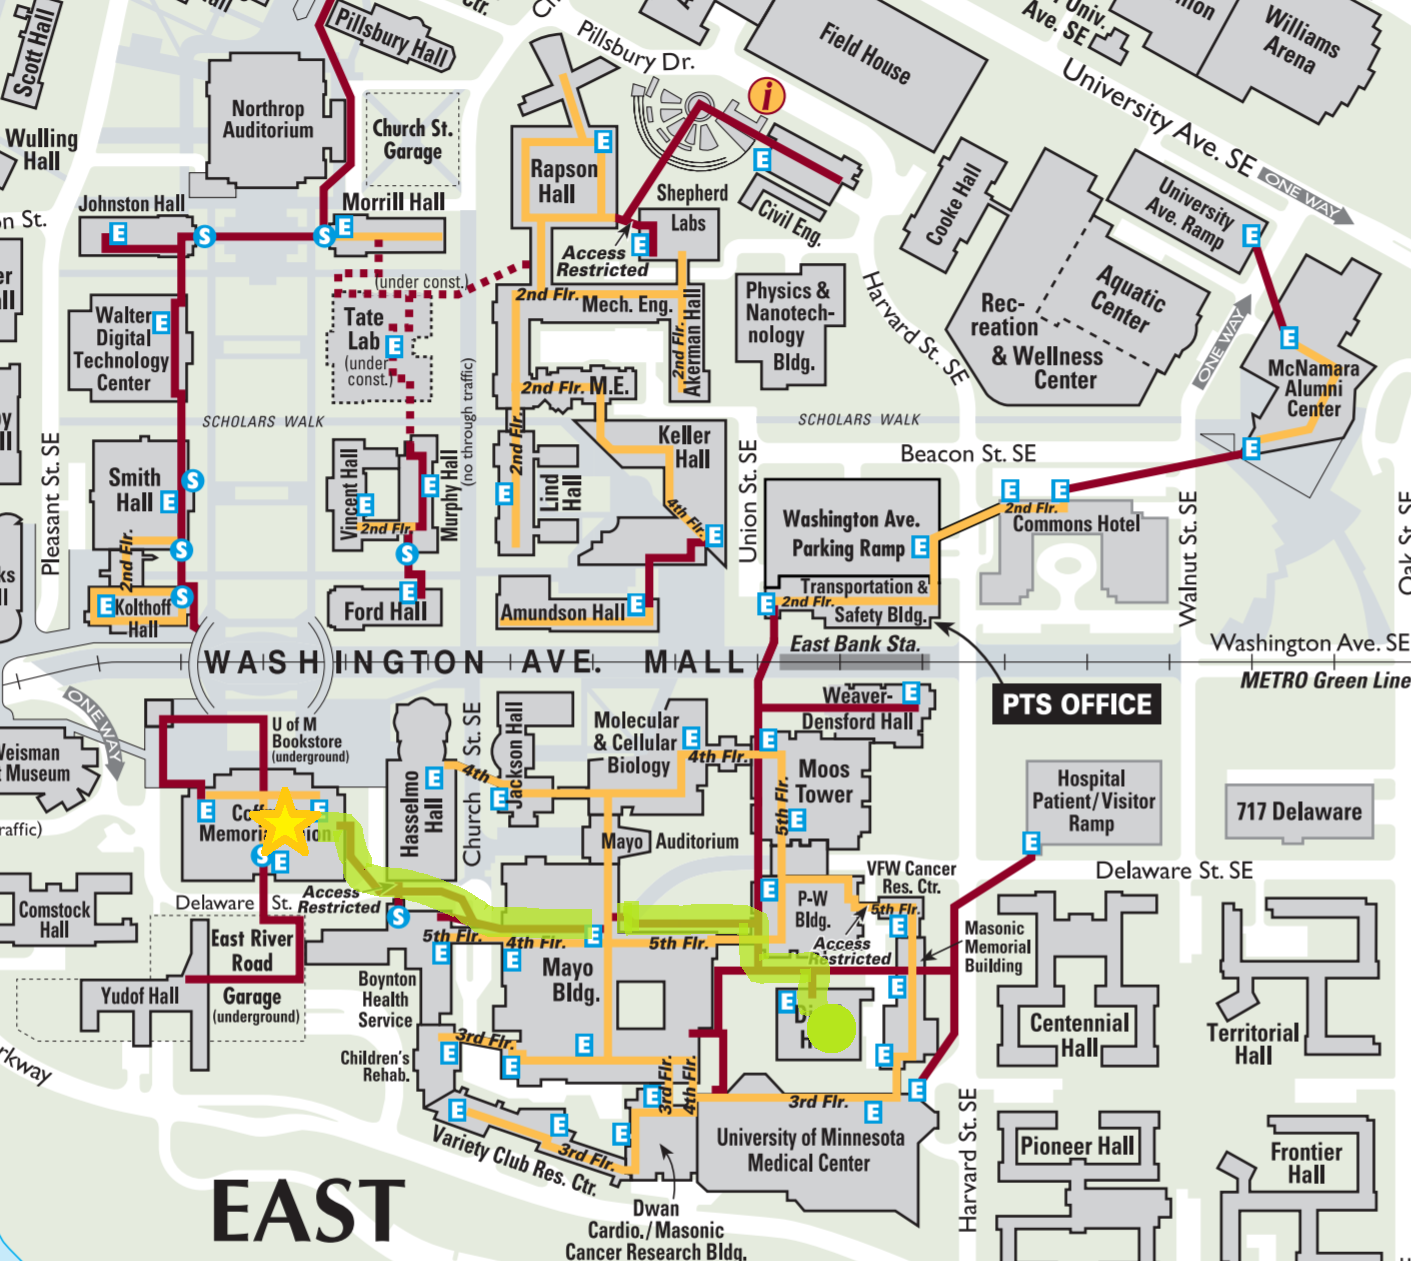 Scott Hall
Pillsbury Hall
Pillsbury Dr.
Field House
Univ.
Ave. SE
Williams
Arena
University Ave. SE
ONE WAY
Northrop
Auditorium
Church St.
Garage
Wulling
Hall
Rapson
Hall
i
E
E
Shepherd
Labs
Civil Eng.
Cooke Hall
University
Ave. Ramp
E
Johnston Hall
E
S
S
Morrill Hall
E
Access
Restricted
E
on St.
(under const.)
2nd Flr.
Mech. Eng.
2nd Flr.
Akerman Hall
Physics &
Nanotech-
nology
Bldg.
Harvard St. SE
Rec-
reation
& Wellness
Center
Aquatic
Center
ONE WAY
E
McNamara
Alumni
Center
E
Walter
Digital
Technology
Center
E
Tate
Lab
(under
const.)
E
(no through traffic)
2nd Flr.
M.E.
SCHOLARS WALK
SCHOLARS WALK
Pleasant St. SE
Smith
Hall
E
S
S
2nd Flr.
E
Kolthoff
Hall
S
Vincent Hall
E
2nd Flr.
Murphy Hall
E
S
E
Ford Hall
2nd Flr.
E
Lind
Hall
Keller
Hall
4th Flr.
E
Amundson Hall
E
Union St. SE
Beacon St. SE
Washington Ave.
Parking Ramp
E
E
E
2nd Flr.
Commons Hotel
Walnut St. SE
Oak St. SE
Transportation &
E
2nd Flr.
Safety Bldg.
East Bank Sta.
WASHINGTON AVE. MALL
Washington Ave. SE
METRO Green Line
PTS OFFICE
ONE WAY
Weisman
Museum
U of M
Bookstore
(underground)
E
E
Memorial
S
E
Hasselmo
Hall
E
Church St. SE
4th
Jackson Hall
E
Molecular
& Cellular
Biology
E
4th Flr.
Weaver-
Densford Hall
E
E
Moos
Tower
E
5th Flr.
Hospital
Patient/Visitor
Ramp
E
717 Delaware
Mayo
Auditorium
VFW Cancer
Res. Ctr.
Delaware St. SE
Comstock
Hall
Delaware St.
Access
Restricted
S
5th Flr.
4th Flr.
E
5th Flr.
E
P-W
Bldg.
5th Flr.
E
Access
Restricted
Masonic
Memorial
Building
East River
Road
Garage
(underground)
Yudof Hall
Boynton
Health
Service
E
E
Mayo
Bldg.
E
E
E
Centennial
Hall
Territorial
Hall
Children's
Rehab.
3rd Flr.
E
E
3rd Flr.
4th Flr.
E
3rd Flr.
E
E
E
E
E
3rd Flr.
Variety Club Res. Ctr.
University of Minnesota
Medical Center
Harvard St. SE
Pioneer Hall
Frontier
Hall
Dwan
Cardio./Masonic
Cancer Research Bldg.
EAST